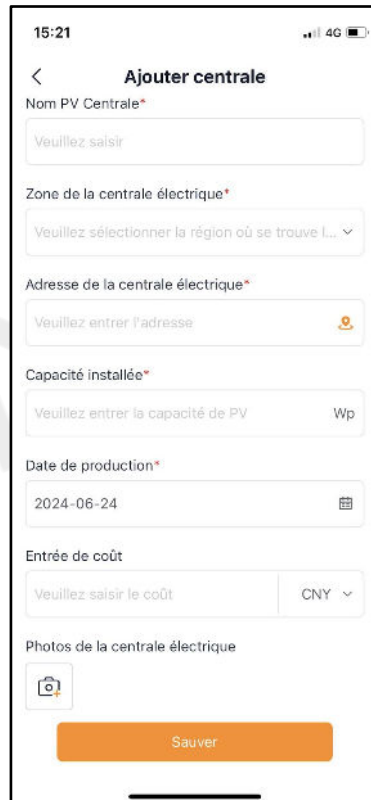 15:21
4G
Ajouter centrale
Nom PV Centrale*
Veuillez saisir
Zone de la centrale électrique*
Veuillez sélectionner la région où se trouve l...
Adresse de la centrale électrique*
Veuillez entrer l'adresse
Capacité installée*
Veuillez entrer la capacité de PV Wp
Date de production*
2024-06-24
Entrée de coût
Veuillez saisir le coût CNY
Photos de la centrale électrique
Sauver